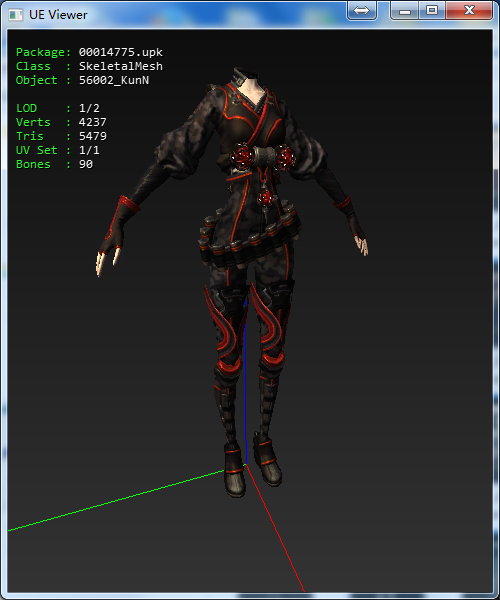 UE Viewer
Package: 00014775.upk
Class : SkeletalMesh
Object : 56002_KunN
LOD : 1/2
Verts : 4237
Tris : 5479
UV Set : 1/1
Bones : 90